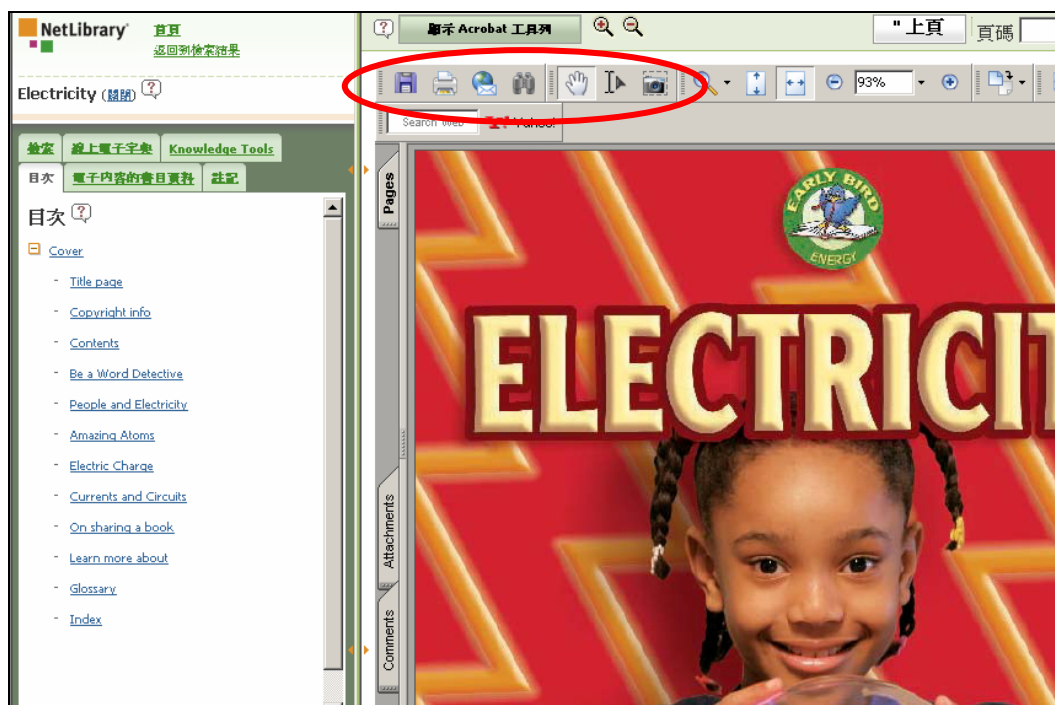 NetLibrary 首頁
返回到檢索結果
Electricity (關閉) ?
檢索 線上電子字典 Knowledge Tools
目次 電子內容的書目資料 註記
目次 ?
Cover
- Title page
- Copyright info
- Contents
- Be a Word Detective
- People and Electricity
- Amazing Atoms
- Electric Charge
- Currents and Circuits
- On sharing a book
- Learn more about
- Glossary
- Index
? 顯示 Acrobat 工具列 " 上頁 頁碼
93%
Search Web Y! Yahoo!
Pages
Attachments
Comments
EARLY BIRD
ENERGY
ELECTRICIT